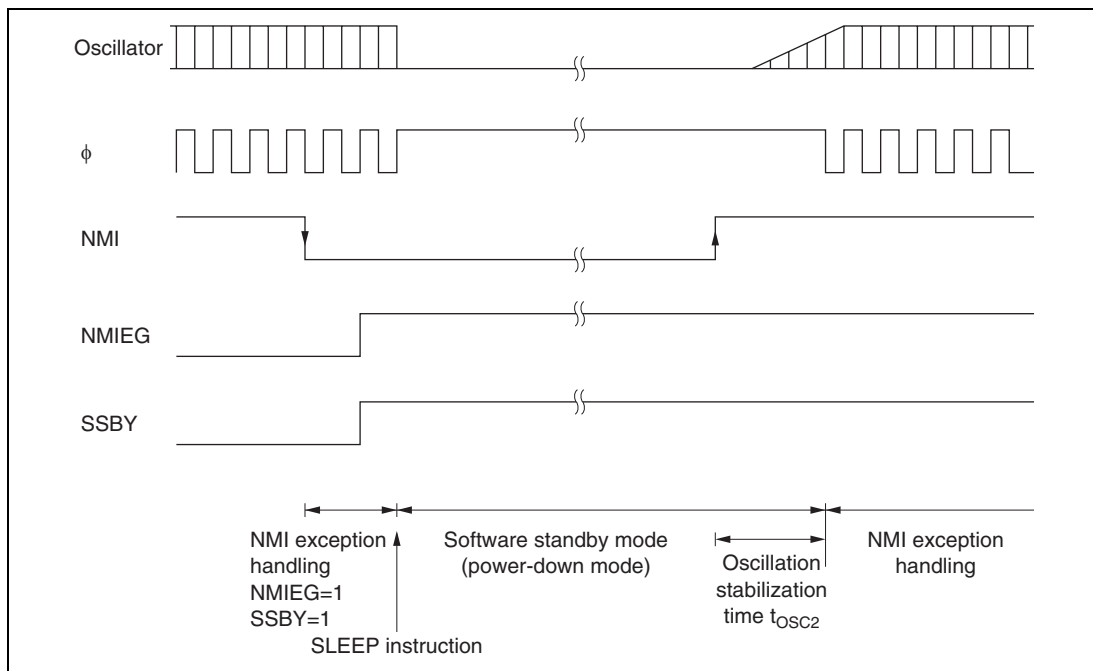 Oscillator
ϕ
NMI
NMIEG
SSBY
NMI exception
handling
NMIEG=1
SSBY=1
SLEEP instruction
Software standby mode
(power-down mode)
Oscillation
stabilization
time tOSC2
NMI exception
handling